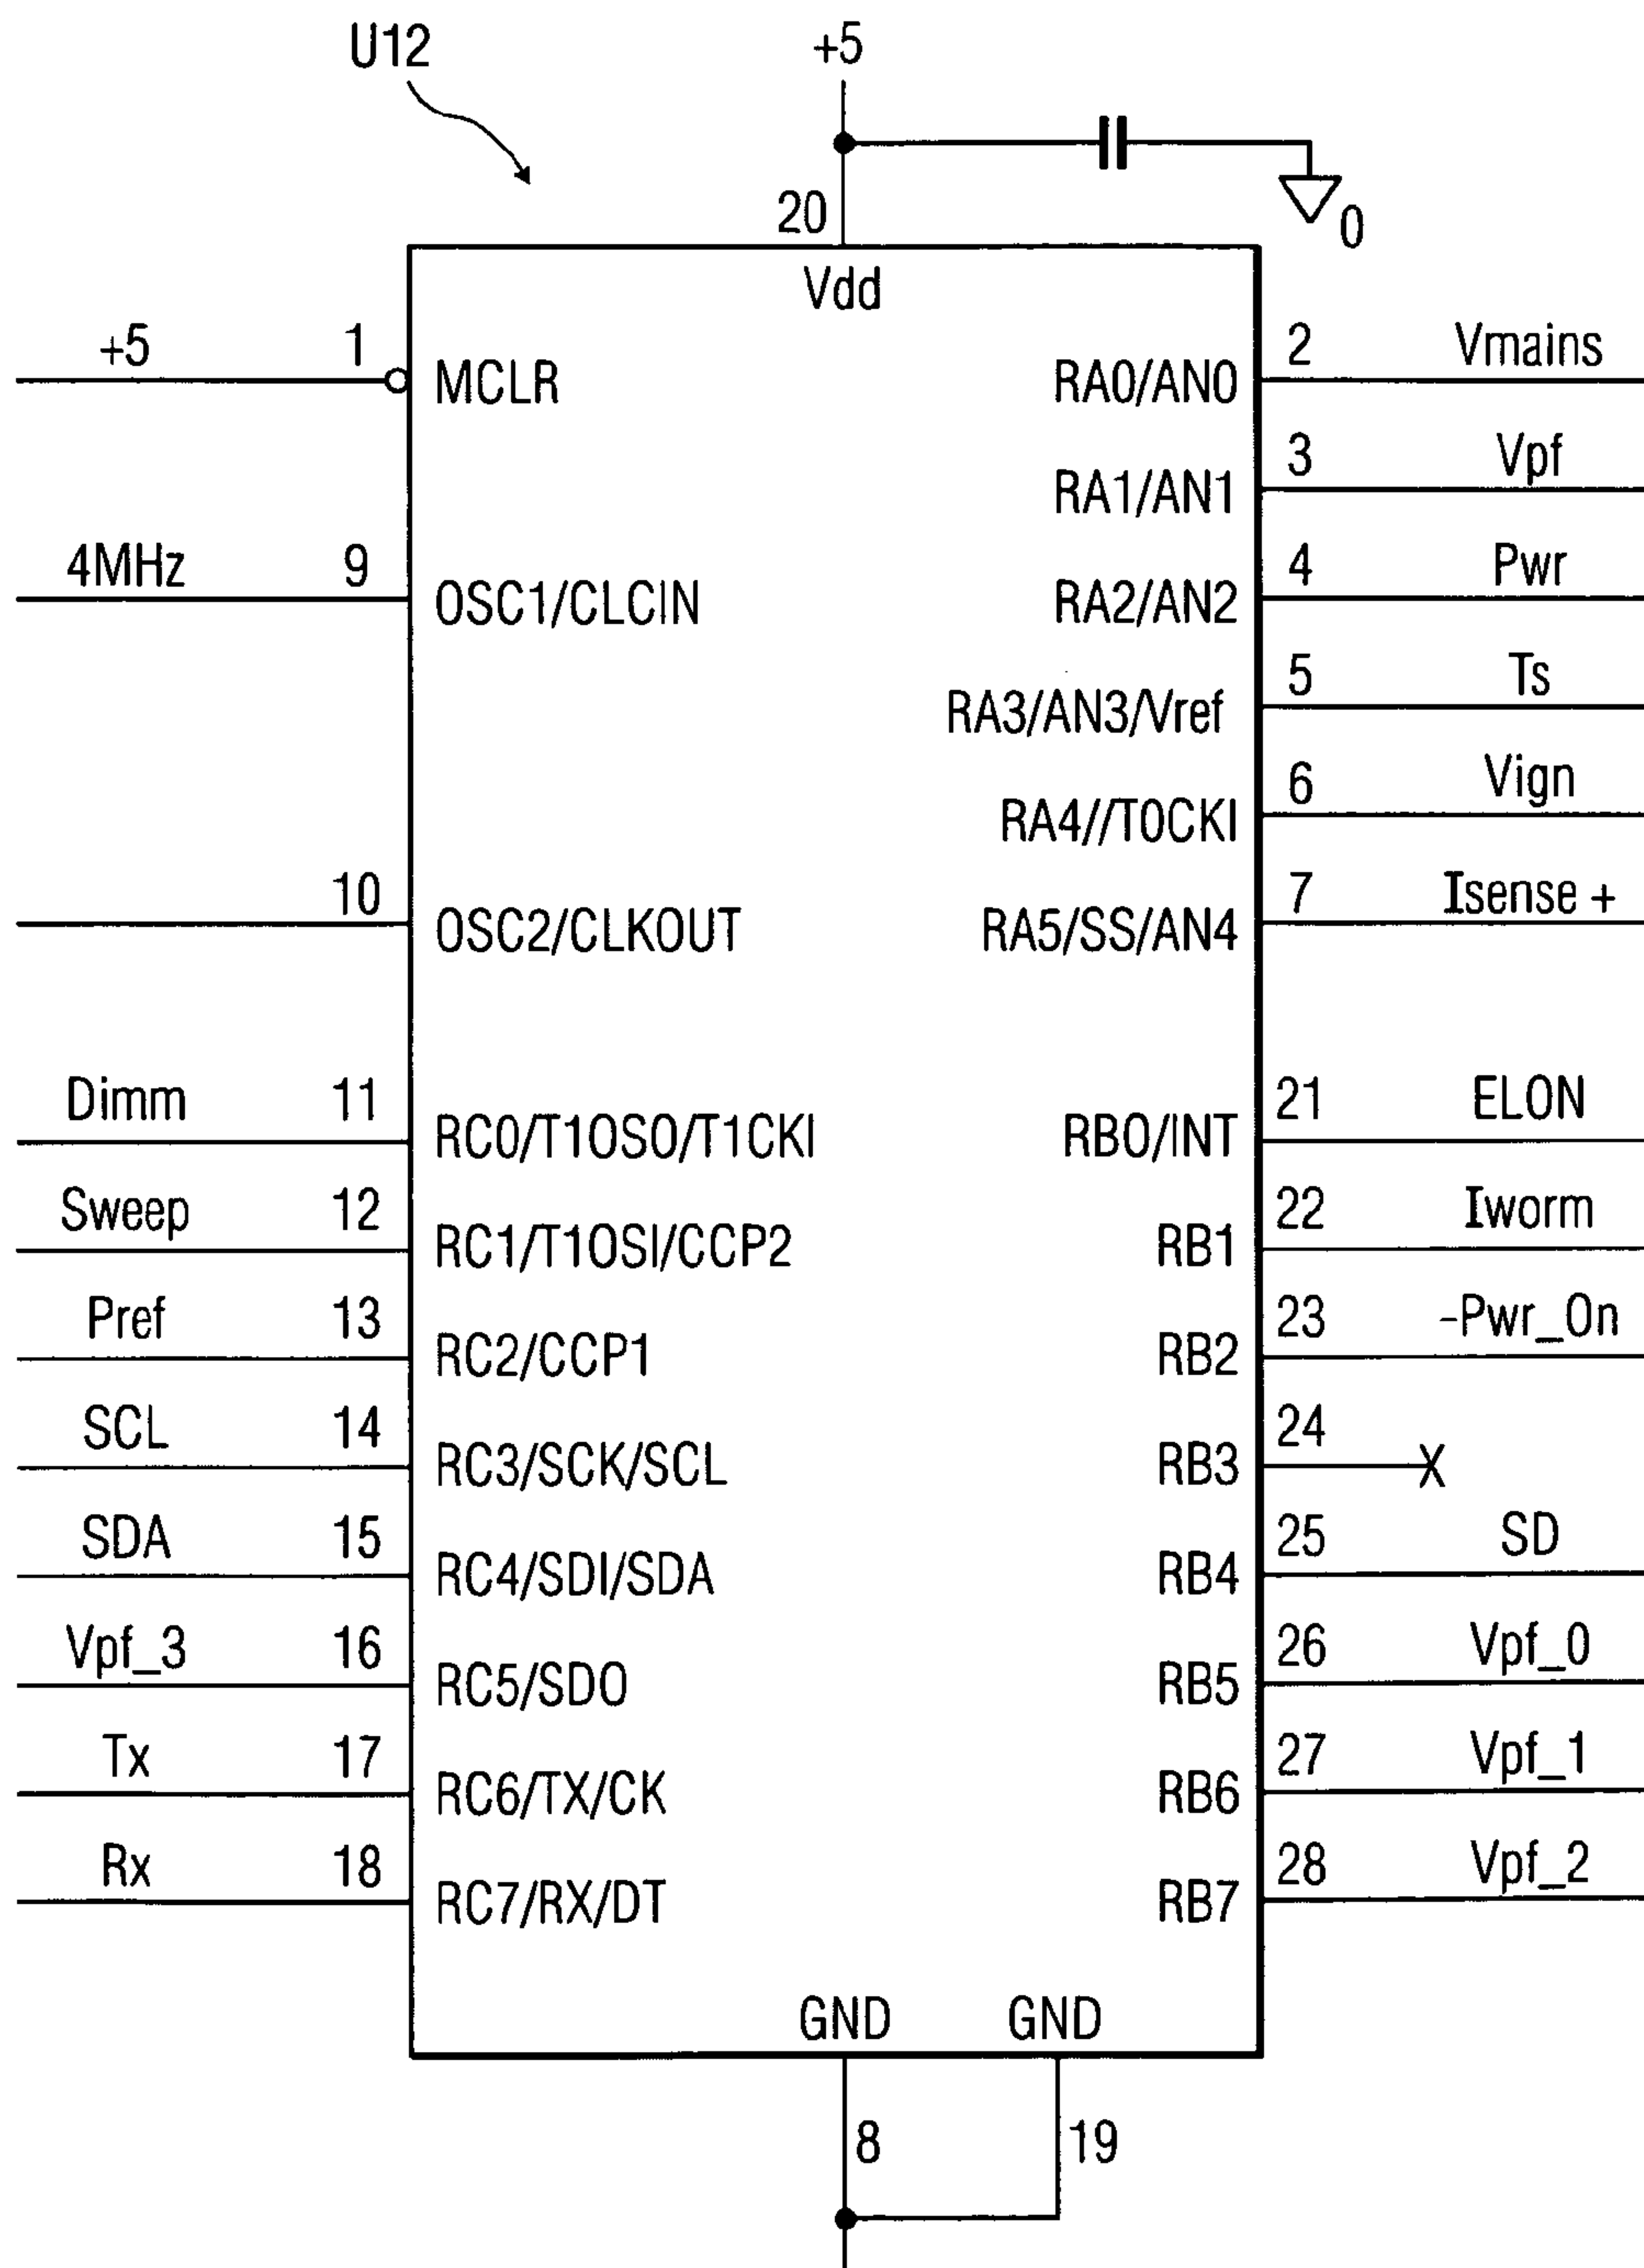 U12
+5
20
0
Vdd
+5 1 MCLR
RA0/AN0 2 Vmains
RA1/AN1 3 Vpf
4MHz 9 OSC1/CLCIN
RA2/AN2 4 Pwr
RA3/AN3/Vref 5 Ts
RA4//T0CKI 6 Vign
10 OSC2/CLKOUT
RA5/SS/AN4 7 Isense +
Dimm 11 RC0/T1OSO/T1CKI
RB0/INT 21 ELON
Sweep 12 RC1/T1OSI/CCP2
RB1 22 Iworm
Pref 13 RC2/CCP1
RB2 23 -Pwr_On
SCL 14 RC3/SCK/SCL
RB3 24 X
SDA 15 RC4/SDI/SDA
RB4 25 SD
Vpf_3 16 RC5/SDO
RB5 26 Vpf_0
Tx 17 RC6/TX/CK
RB6 27 Vpf_1
Rx 18 RC7/RX/DT
RB7 28 Vpf_2
GND GND
8 19